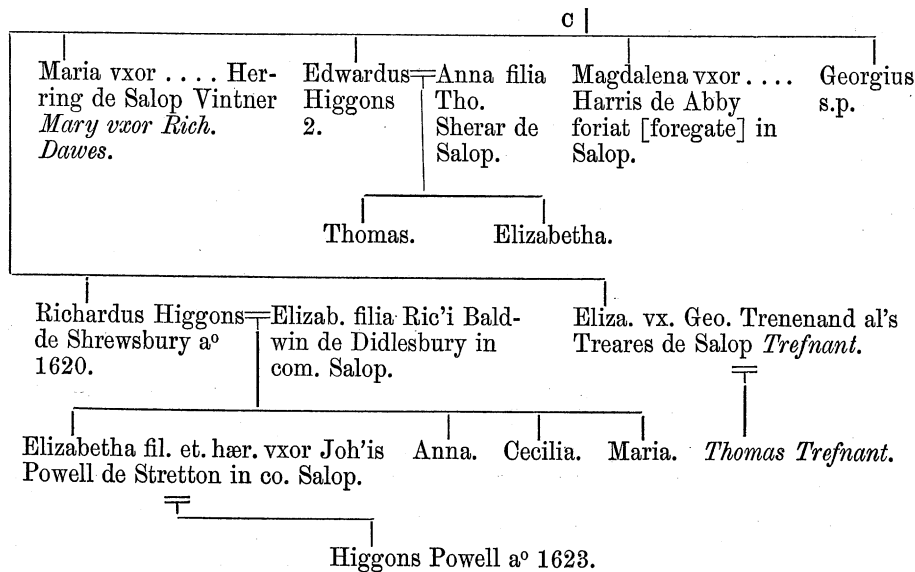 C
Maria vxor . . . . Her-
ring de Salop Vintner
Mary vxor Rich.
Dawes.
Edwardus
Higgons
2.
Anna filia
Tho.
Sherar de
Salop.
Magdalena vxor . . . .
Harris de Abby
foriat [foregate] in
Salop.
Georgius
s.p.
Thomas.
Elizabetha.
Richardus Higgons
de Shrewsbury aº
1620.
Elizab. filia Ric'i Bald-
win de Didlesbury in
com. Salop.
Eliza. vx. Geo. Trenenand al's
Treares de Salop Trefnant.
Elizabetha fil. et. hær. vxor Joh'is
Powell de Stretton in co. Salop.
Anna.
Cecilia.
Maria.
Thomas Trefnant.
Higgons Powell aº 1623.